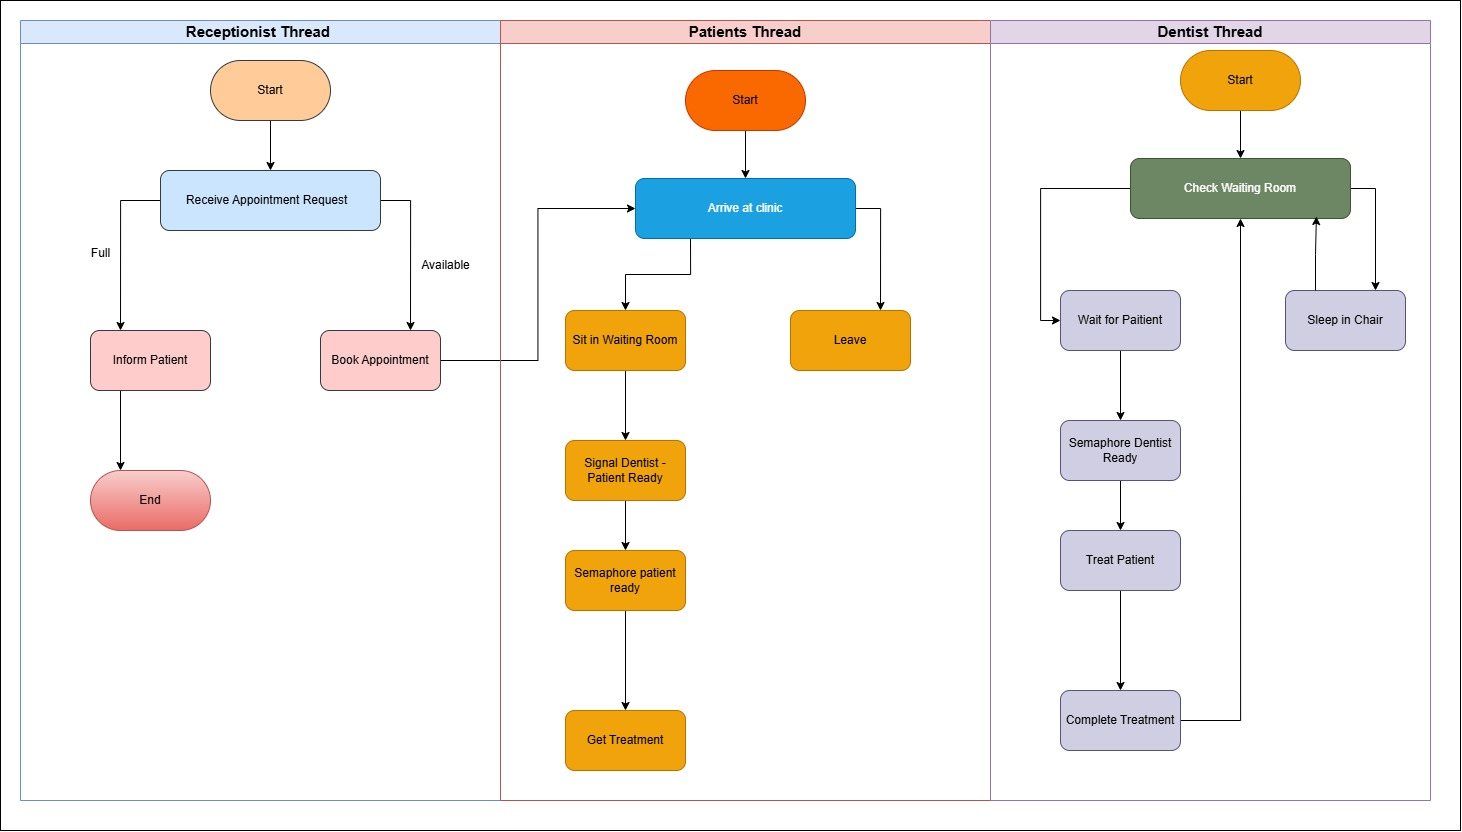 Receptionist Thread
Patients Thread
Dentist Thread
Start
Receive Appointment Request
Full
Available
Inform Patient
Book Appointment
End
Start
Arrive at clinic
Sit in Waiting Room
Leave
Signal Dentist -
Patient Ready
Semaphore patient
ready
Get Treatment
Start
Check Waiting Room
Wait for Paitient
Sleep in Chair
Semaphore Dentist
Ready
Treat Patient
Complete Treatment